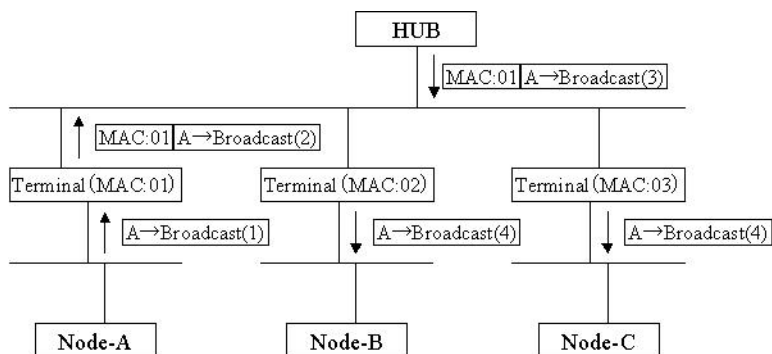 HUB
MAC:01 A→Broadcast(3)
MAC:01 A→Broadcast(2)
Terminal(MAC:01) Terminal(MAC:02) Terminal(MAC:03)
A→Broadcast(1) A→Broadcast(4) A→Broadcast(4)
Node-A Node-B Node-C